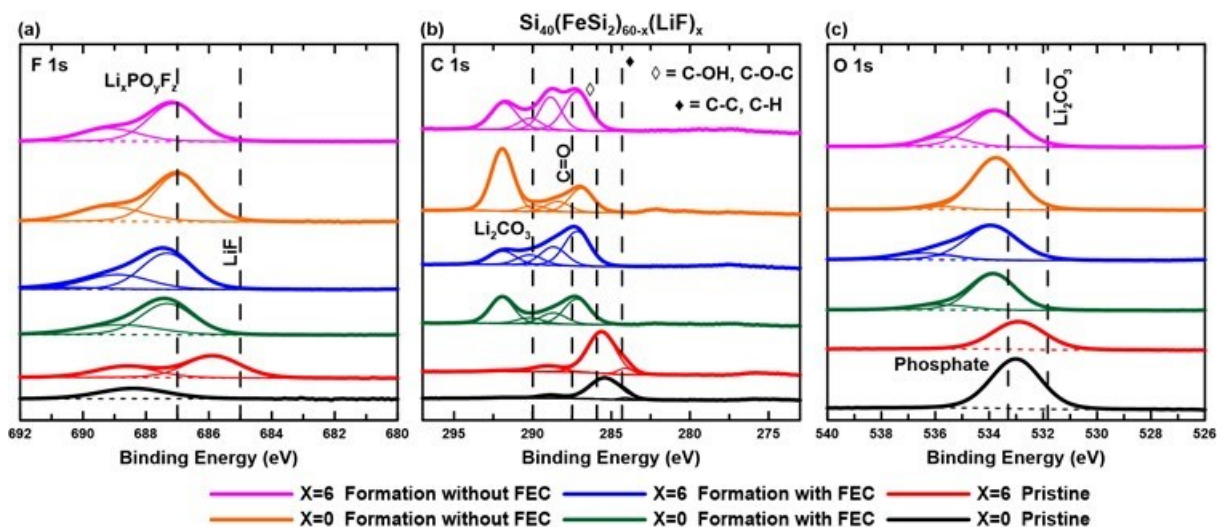 Si₄₀(FeSi₂)₆₀₋ₓ(LiF)ₓ
(a)
F 1s
LiₓPOᵧF𝓏
LiF
692 690 688 686 684 682 680
Binding Energy (eV)
(b)
C 1s
◊ = C-OH, C-O-C
♦ = C-C, C-H
◊
♦
C=O
Li₂CO₃
295 290 285 280 275
Binding Energy (eV)
(c)
O 1s
Li₂CO₃
Phosphate
540 538 536 534 532 530 528 526
Binding Energy (eV)
X=6 Formation without FEC
X=6 Formation with FEC
X=6 Pristine
X=0 Formation without FEC
X=0 Formation with FEC
X=0 Pristine